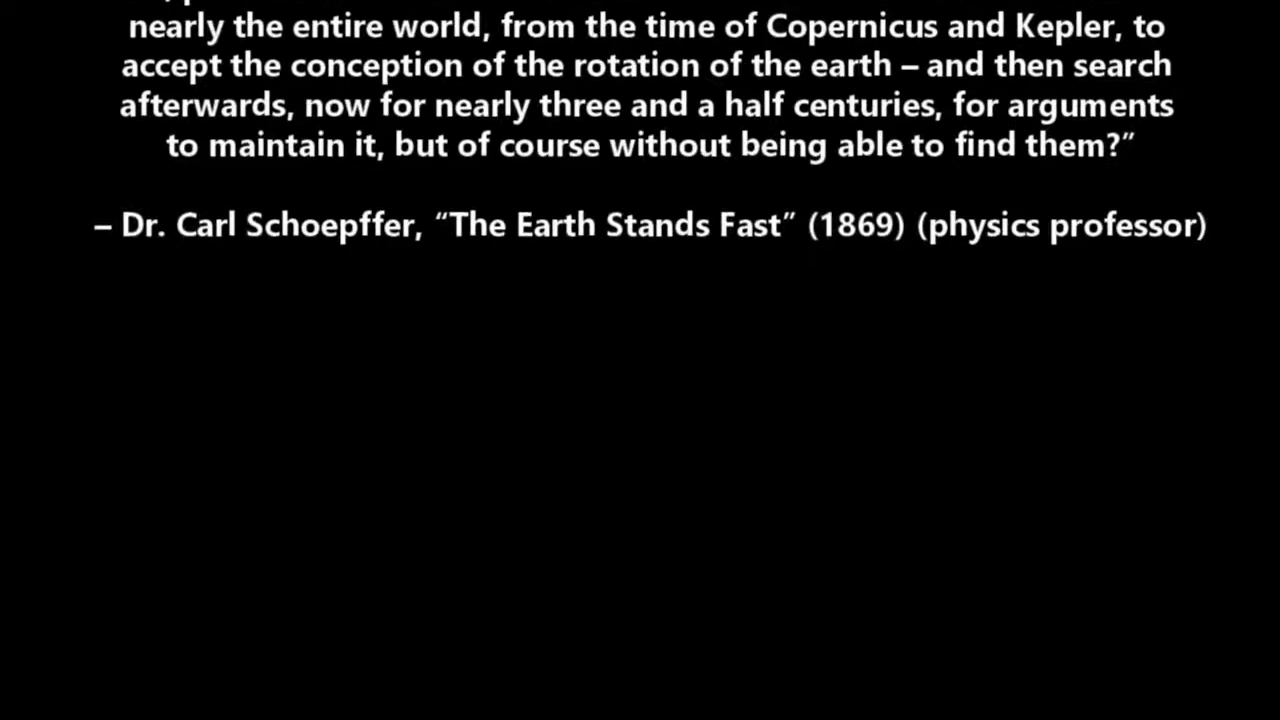 nearly the entire world, from the time of Copernicus and Kepler, to
accept the conception of the rotation of the earth – and then search
afterwards, now for nearly three and a half centuries, for arguments
to maintain it, but of course without being able to find them?”
– Dr. Carl Schoepffer, “The Earth Stands Fast” (1869) (physics professor)